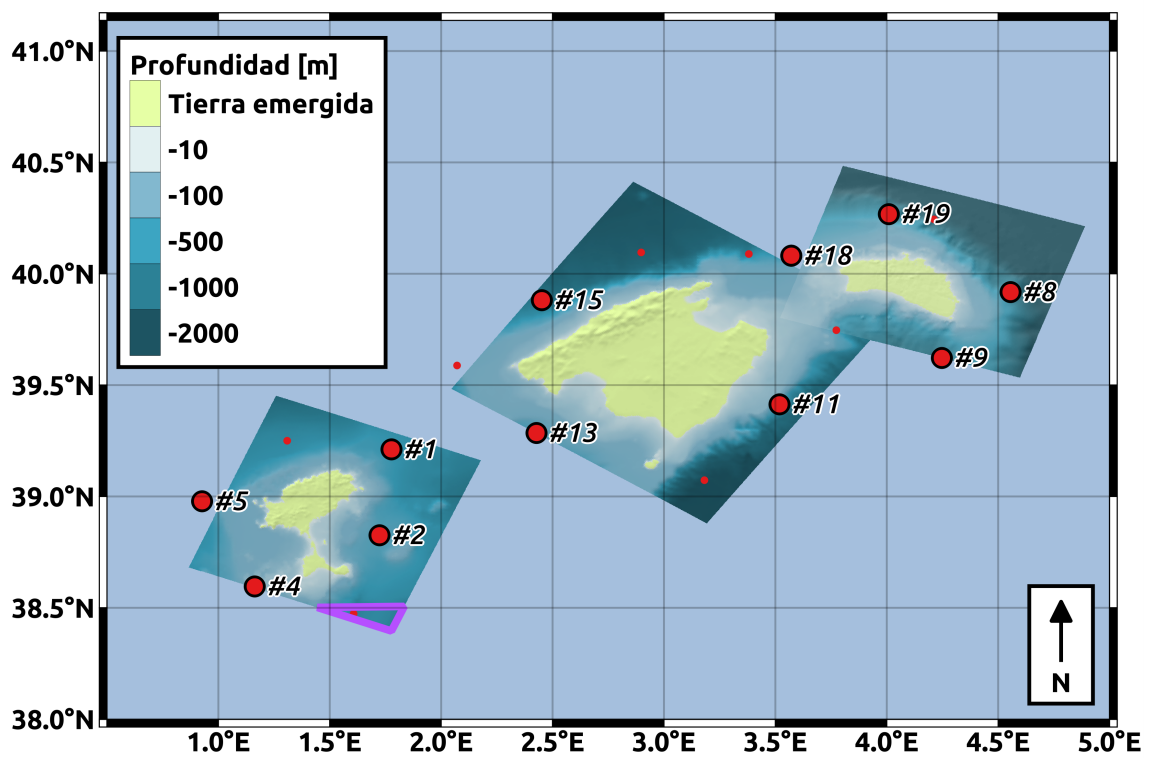 41.0°N
40.5°N
40.0°N
39.5°N
39.0°N
38.5°N
38.0°N
Profundidad [m]
Tierra emergida
-10
-100
-500
-1000
-2000
#19
#18
#8
#15
#9
#11
#13
#1
#5
#2
#4
N
1.0°E
1.5°E
2.0°E
2.5°E
3.0°E
3.5°E
4.0°E
4.5°E
5.0°E